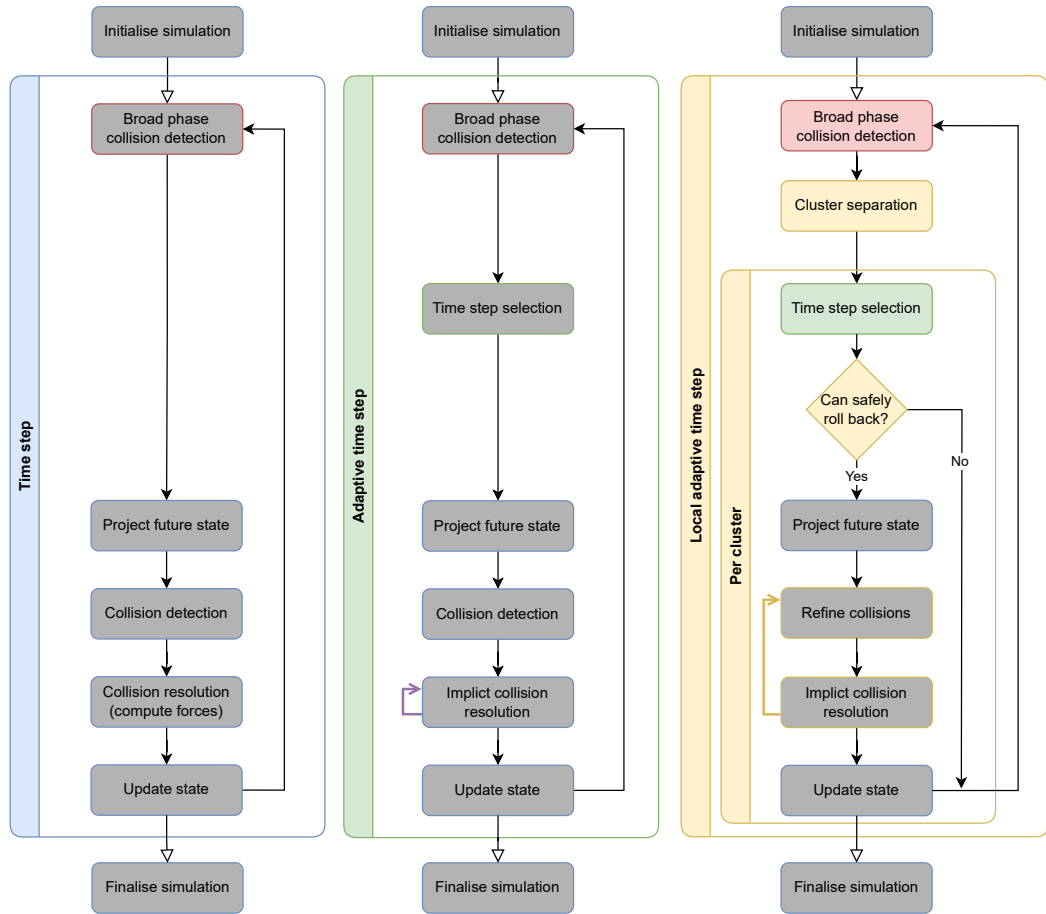 Initialise simulation
Time step
Broad phase
collision detection
Project future state
Collision detection
Collision resolution
(compute forces)
Update state
Finalise simulation
Initialise simulation
Adaptive time step
Broad phase
collision detection
Time step selection
Project future state
Collision detection
Implict collision
resolution
Update state
Finalise simulation
Initialise simulation
Local adaptive time step
Broad phase
collision detection
Cluster separation
Per cluster
Time step selection
Can safely
roll back?
No
Yes
Project future state
Refine collisions
Implict collision
resolution
Update state
Finalise simulation